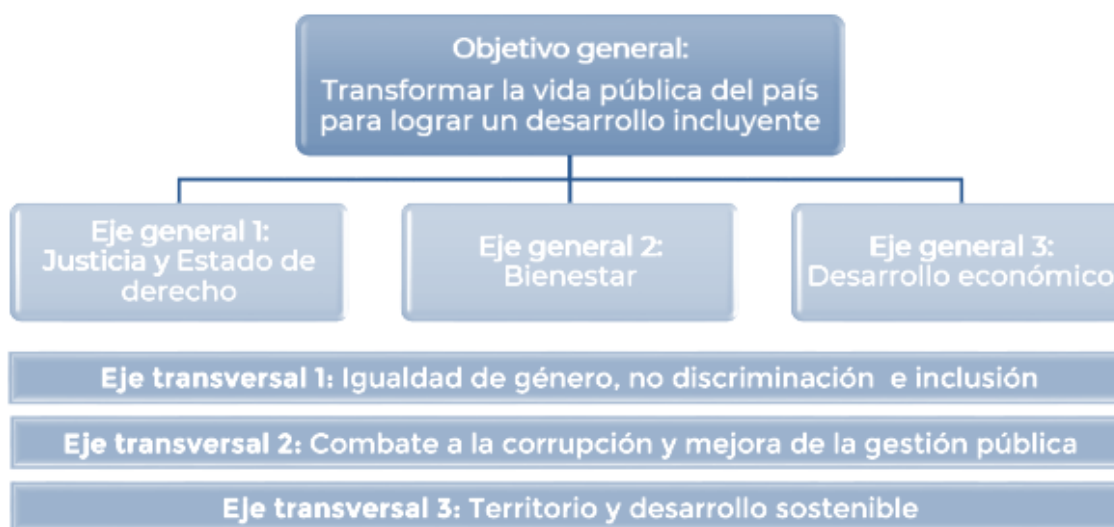 Objetivo general:
Transformar la vida pública del país
para lograr un desarrollo incluyente
Eje general 1:
Justicia y Estado de
derecho
Eje general 2:
Bienestar
Eje general 3:
Desarrollo económico
Eje transversal 1: Igualdad de género, no discriminación e inclusión
Eje transversal 2: Combate a la corrupción y mejora de la gestión pública
Eje transversal 3: Territorio y desarrollo sostenible